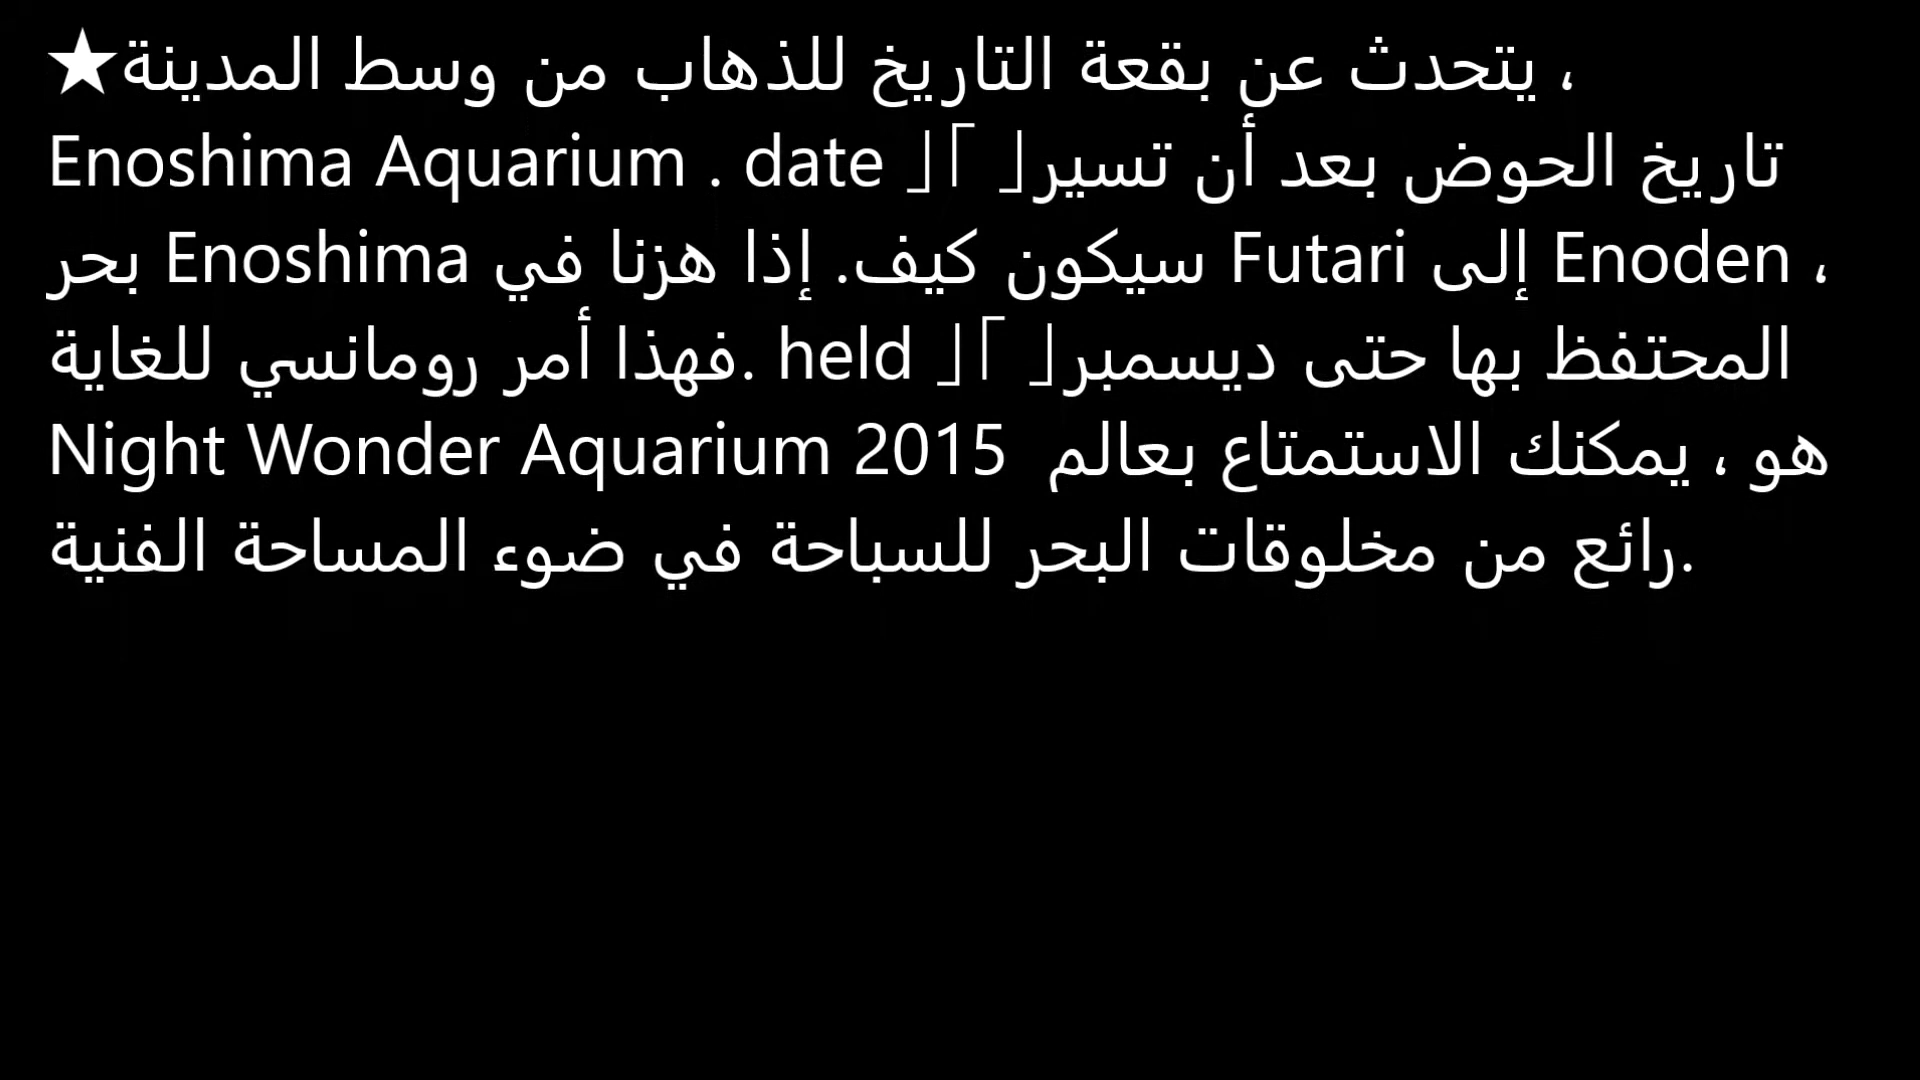 ★يتحدث عن بقعة التاريخ للذهاب من وسط المدينة ،
Enoshima Aquarium . date ｣｢ ｣تاريخ الحوض بعد أن تسير
بحر Enoshima سيكون كيف. إذا هزنا في Futari إلى Enoden ،
فهذا أمر رومانسي للغاية. held ｣｢ ｣المحتفظ بها حتى ديسمبر
Night Wonder Aquarium 2015 هو ، يمكنك الاستمتاع بعالم
رائع من مخلوقات البحر للسباحة في ضوء المساحة الفنية.